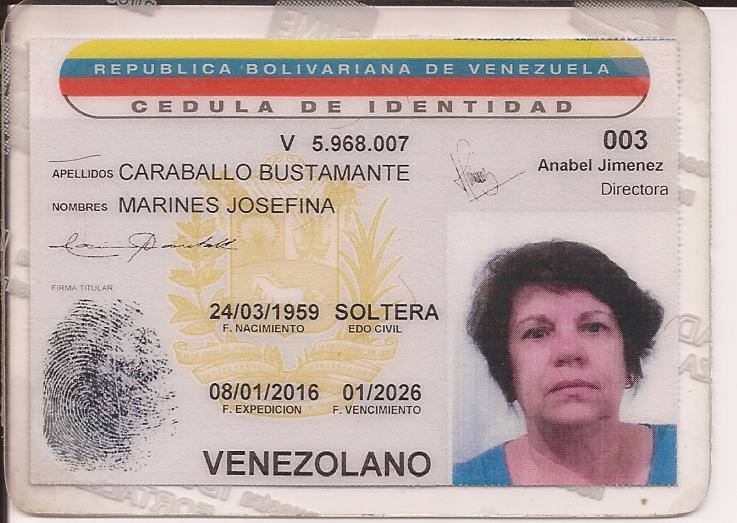 REPUBLICA BOLIVARIANA DE VENEZUELA
CEDULA DE IDENTIDAD
V 5.968.007
003
APELLIDOS CARABALLO BUSTAMANTE
Anabel Jimenez
Directora
NOMBRES MARINES JOSEFINA
FIRMA TITULAR
24/03/1959 SOLTERA
F. NACIMIENTO EDO CIVIL
08/01/2016 01/2026
F. EXPEDICION F. VENCIMIENTO
VENEZOLANO